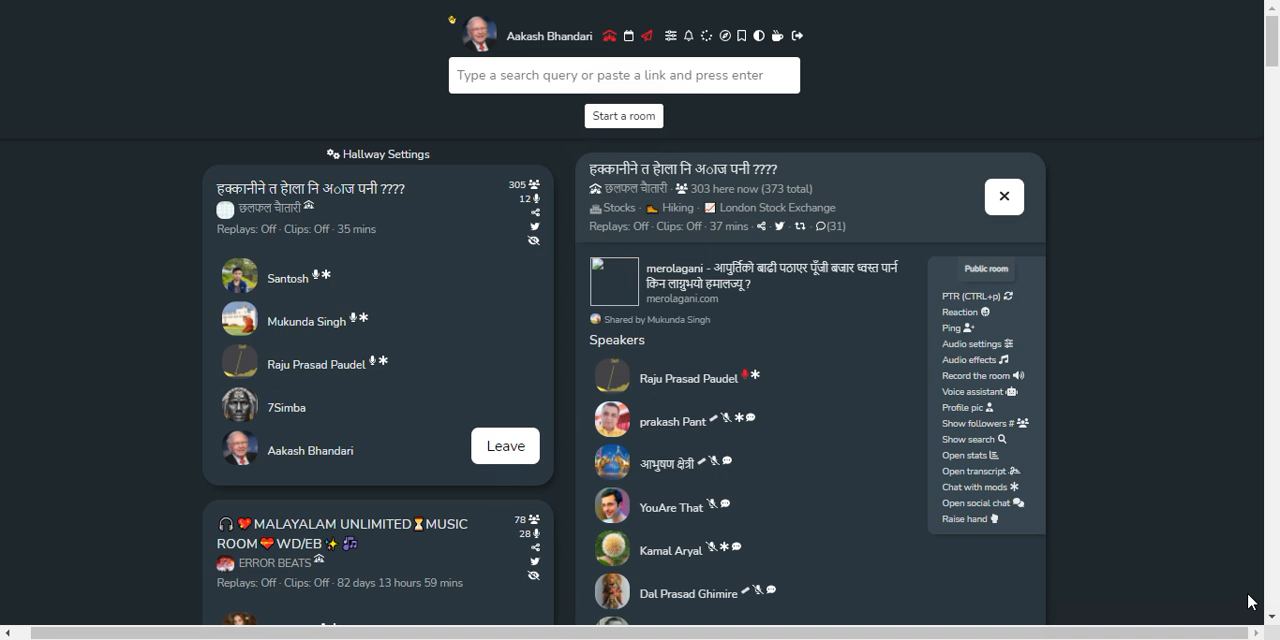 Aakash Bhandari
Type a search query or paste a link and press enter
Start a room
Hallway Settings
हक्कानीने त हेाला नि अाज पनी ????
छलफल चैातारी
Replays: Off · Clips: Off · 35 mins
305
12
Santosh
Mukunda Singh
Raju Prasad Paudel
7Simba
Aakash Bhandari
Leave
🎧💖MALAYALAM UNLIMITED⌛MUSIC
ROOM❤️WD/EB ✨ 🎶
ERROR BEATS
Replays: Off · Clips: Off · 82 days 13 hours 59 mins
78
28
हक्कानीने त हेाला नि अाज पनी ????
छलफल चैातारी · 303 here now (373 total)
Stocks · Hiking · London Stock Exchange
Replays: Off · Clips: Off · 37 mins · · · · (31)
merolagani - आपुर्तिको बाढी पठाएर पूँजी बजार ध्वस्त पार्न
किन लाग्नुभयो हमालज्यू ?
merolagani.com
Shared by Mukunda Singh
Speakers
Raju Prasad Paudel
prakash Pant
आभुषण क्षेत्री
YouAre That
Kamal Aryal
Dal Prasad Ghimire
Public room
PTR (CTRL+p)
Reaction
Ping
Audio settings
Audio effects
Record the room
Voice assistant
Profile pic
Show followers #
Show search
Open stats
Open transcript
Chat with mods
Open social chat
Raise hand